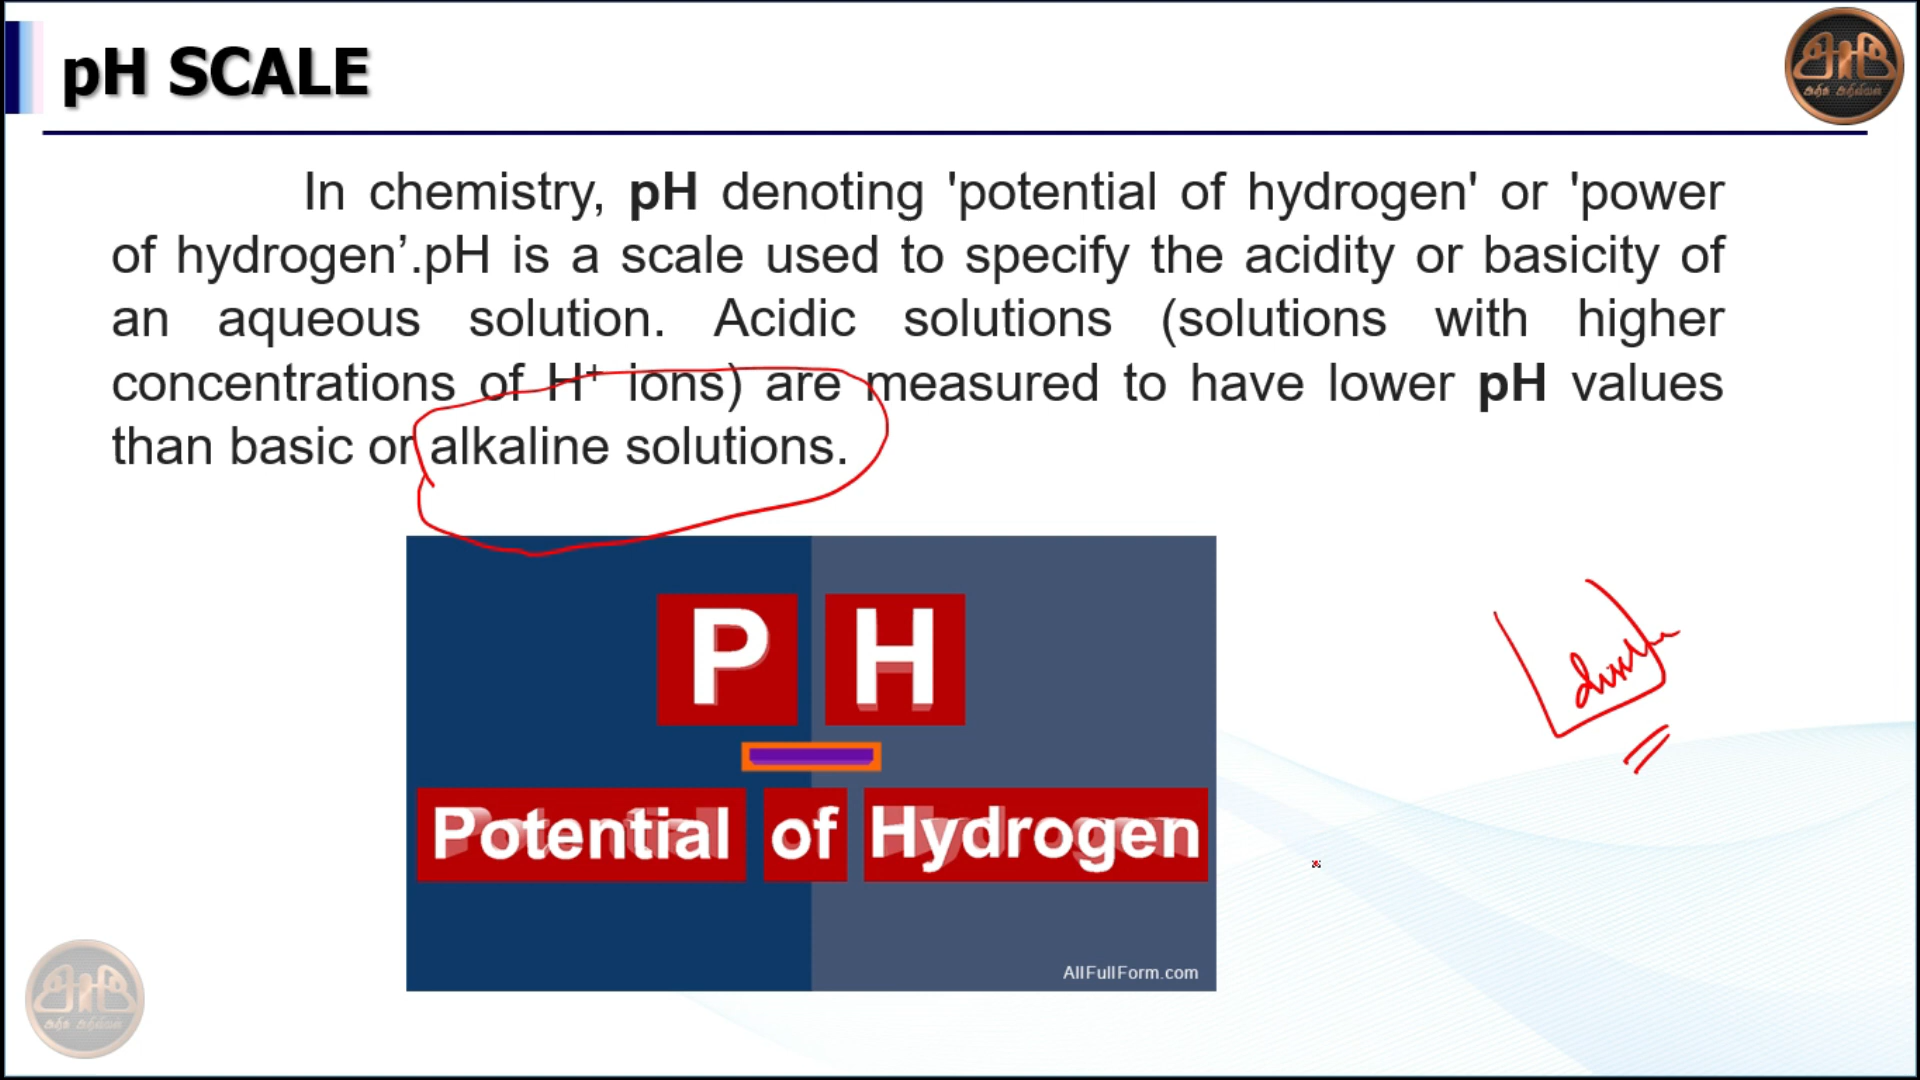 pH SCALE
In chemistry, pH denoting 'potential of hydrogen' or 'power
of hydrogen’.pH is a scale used to specify the acidity or basicity of
an aqueous solution. Acidic solutions (solutions with higher
concentrations of H⁺ ions) are measured to have lower pH values
than basic or alkaline solutions.
P H
Potential of Hydrogen
AllFullForm.com